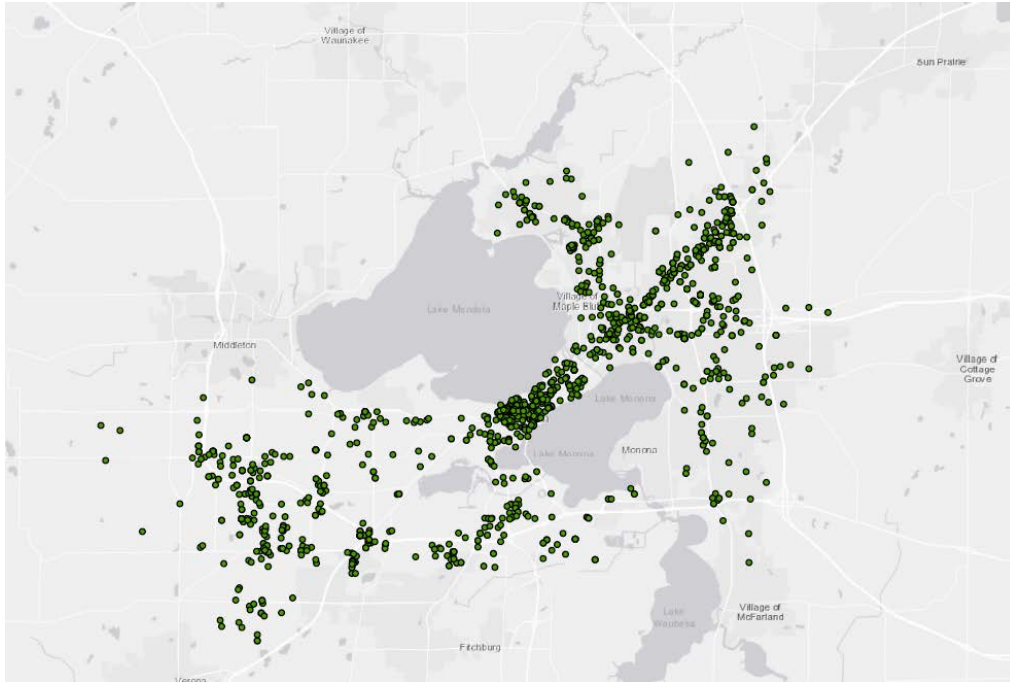 Village of
Waunakee
Sun Prairie
Village of
Maple Bluff
Lake Mendota
Middleton
Village of
Cottage
Grove
Lake Monona
Lake Monona
Monona
Lake
Waubesa
Village of
McFarland
Fitchburg
Verona